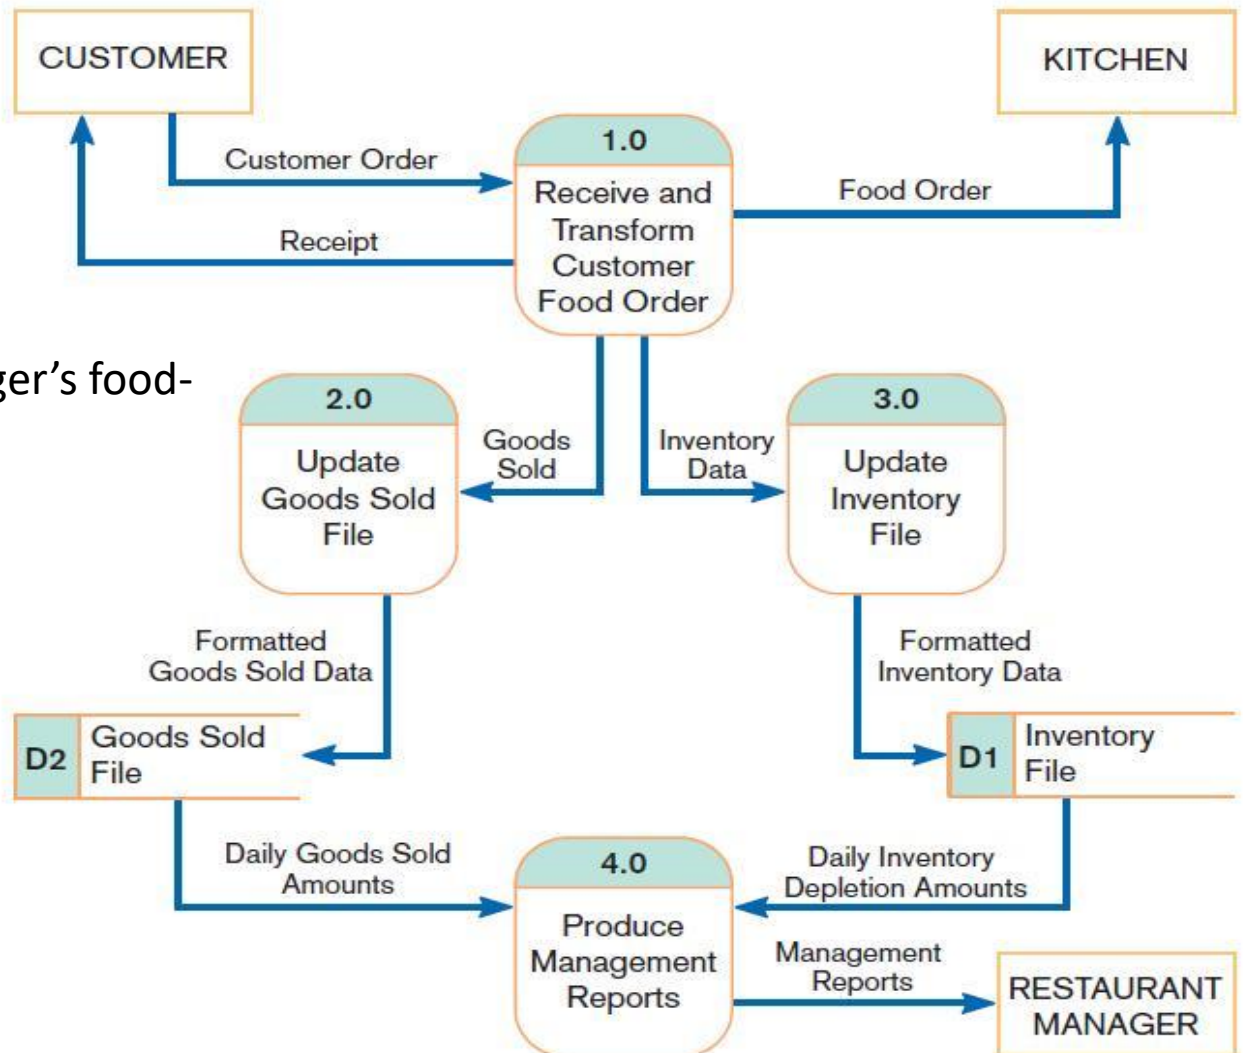 CUSTOMER
KITCHEN
1.0
Customer Order
Receive and
Transform
Customer
Food Order
Food Order
Receipt
ger’s food-
2.0
Update
Goods Sold
File
Goods
Sold
Inventory
Data
3.0
Update
Inventory
File
Formatted
Goods Sold Data
Formatted
Inventory Data
D2
Goods Sold
File
D1
Inventory
File
Daily Goods Sold
Amounts
4.0
Produce
Management
Reports
Daily Inventory
Depletion Amounts
Management
Reports
RESTAURANT
MANAGER